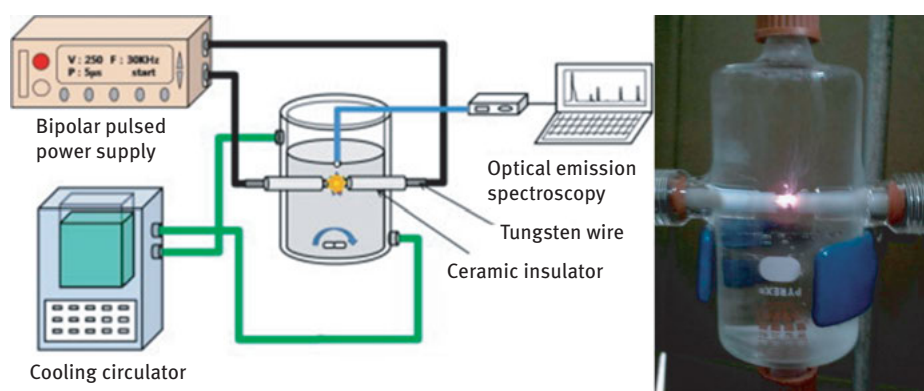 V : 250 F : 30KHz
P : 5µs start
Bipolar pulsed
power supply
Optical emission
spectroscopy
Tungsten wire
Ceramic insulator
Cooling circulator
PYREX